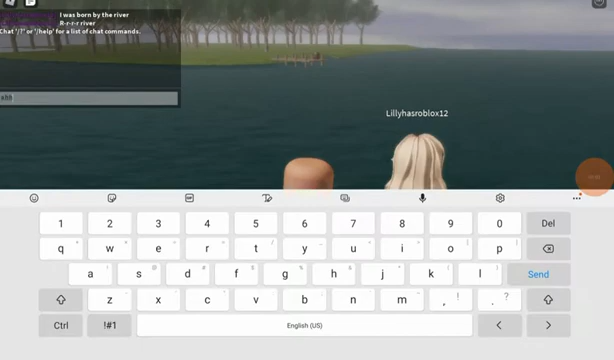 I was born by the river
R-r-r-r river
Chat '/?' or '/help' for a list of chat commands.
Lillyhasroblox12
1 2 3 4 5 6 7 8 9 0 Del
q w e r t y u i o p
a s d f g h j k l Send
z x c v b n m , ! . ?
Ctrl !#1 English (US) < >